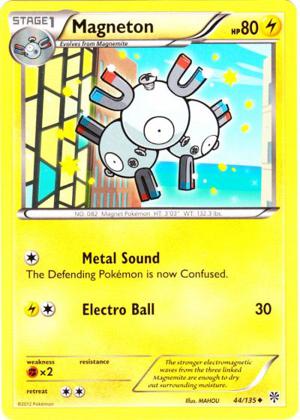 STAGE1
Magneton
HP80
Evolves from Magnemite
NO. 082 Magnet Pokémon HT. 3'03" WT. 132.3 lbs.
Metal Sound
The Defending Pokémon is now Confused.
Electro Ball 30
weakness resistance
×2
The stronger electromagnetic
waves from the three linked
Magnemite are enough to dry
out surrounding moisture.
retreat
©2012 Pokémon
Illus. MAHOU 44/135